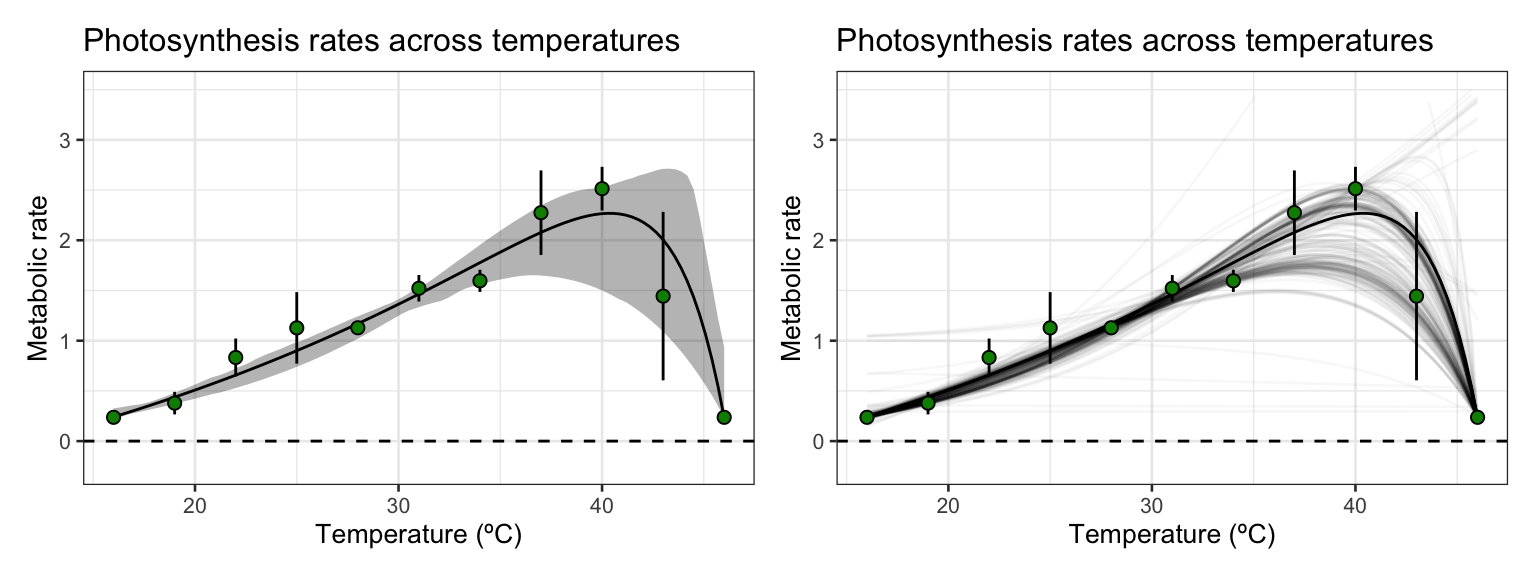 Photosynthesis rates across temperatures
Metabolic rate
3
2
1
0
20 30 40
Temperature (ºC)
Photosynthesis rates across temperatures
Metabolic rate
3
2
1
0
20 30 40
Temperature (ºC)